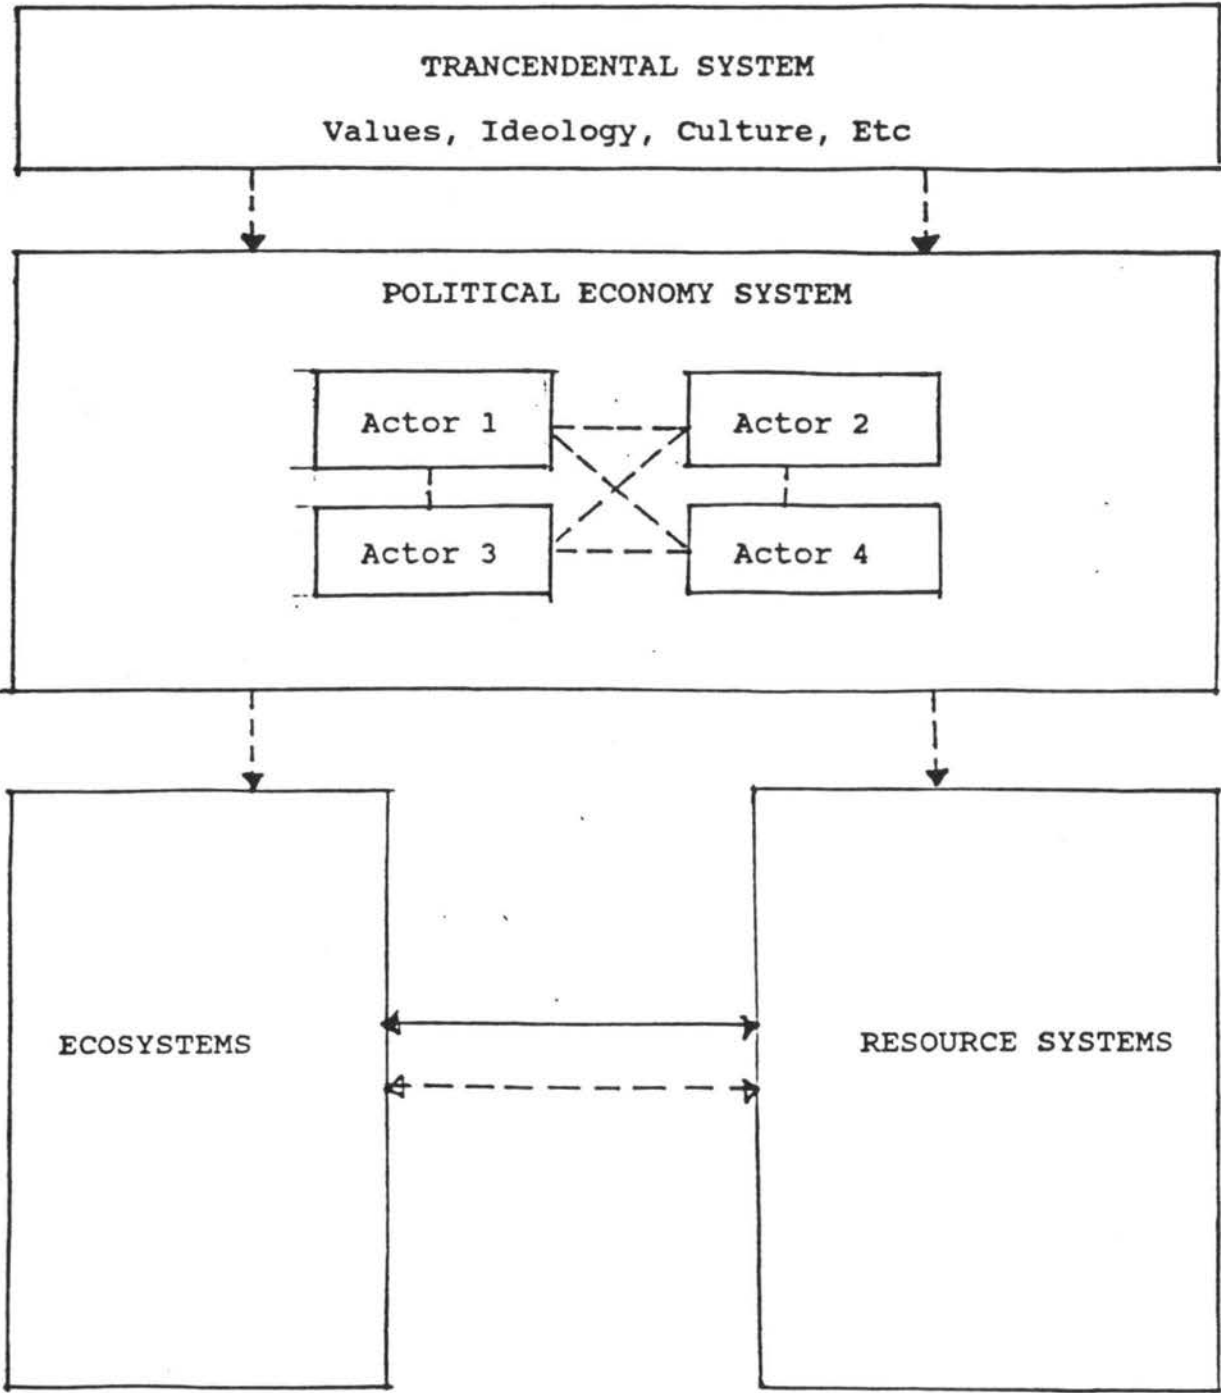 TRANCENDENTAL SYSTEM
Values, Ideology, Culture, Etc
POLITICAL ECONOMY SYSTEM
Actor 1
Actor 2
Actor 3
Actor 4
ECOSYSTEMS
RESOURCE SYSTEMS